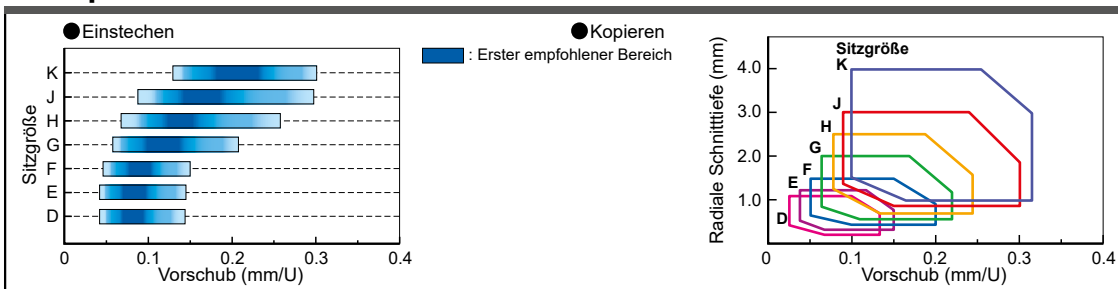 ●Einstechen
Sitzgröße
K
J
H
G
F
E
D
0 0.1 0.2 0.3 0.4
Vorschub (mm/U)
: Erster empfohlener Bereich
●Kopieren
Radiale Schnitttiefe (mm)
4.0
3.0
2.0
1.0
Sitzgröße
K
J
H
G
F
E
D
0 0.1 0.2 0.3 0.4
Vorschub (mm/U)